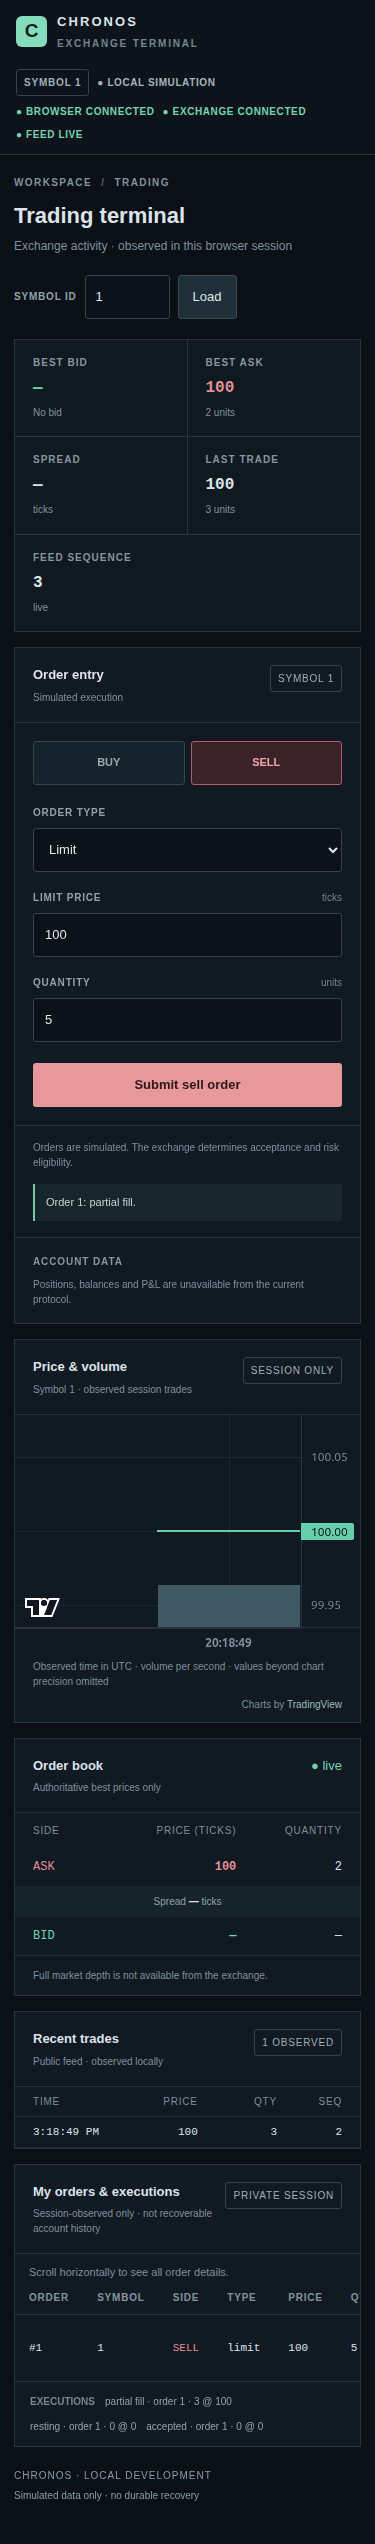 C CHRONOS
EXCHANGE TERMINAL
SYMBOL 1 ● LOCAL SIMULATION
● BROWSER CONNECTED ● EXCHANGE CONNECTED
● FEED LIVE
WORKSPACE / TRADING
Trading terminal
Exchange activity · observed in this browser session
SYMBOL ID 1 Load
BEST BID BEST ASK
— 100
No bid 2 units
SPREAD LAST TRADE
— 100
ticks 3 units
FEED SEQUENCE
3
live
Order entry SYMBOL 1
Simulated execution
BUY SELL
ORDER TYPE
Limit
LIMIT PRICE ticks
100
QUANTITY units
5
Submit sell order
Orders are simulated. The exchange determines acceptance and risk
eligibility.
Order 1: partial fill.
ACCOUNT DATA
Positions, balances and P&L are unavailable from the current
protocol.
Price & volume SESSION ONLY
Symbol 1 · observed session trades
100.05
100.00
99.95
20:18:49
Observed time in UTC · volume per second · values beyond chart
precision omitted
Charts by TradingView
Order book ● live
Authoritative best prices only
SIDE PRICE (TICKS) QUANTITY
ASK 100 2
Spread — ticks
BID — —
Full market depth is not available from the exchange.
Recent trades 1 OBSERVED
Public feed · observed locally
TIME PRICE QTY SEQ
3:18:49 PM 100 3 2
My orders & executions PRIVATE SESSION
Session-observed only · not recoverable
account history
Scroll horizontally to see all order details.
ORDER SYMBOL SIDE TYPE PRICE
#1 1 SELL limit 100 5
EXECUTIONS partial fill · order 1 · 3 @ 100
resting · order 1 · 0 @ 0 accepted · order 1 · 0 @ 0
CHRONOS · LOCAL DEVELOPMENT
Simulated data only · no durable recovery